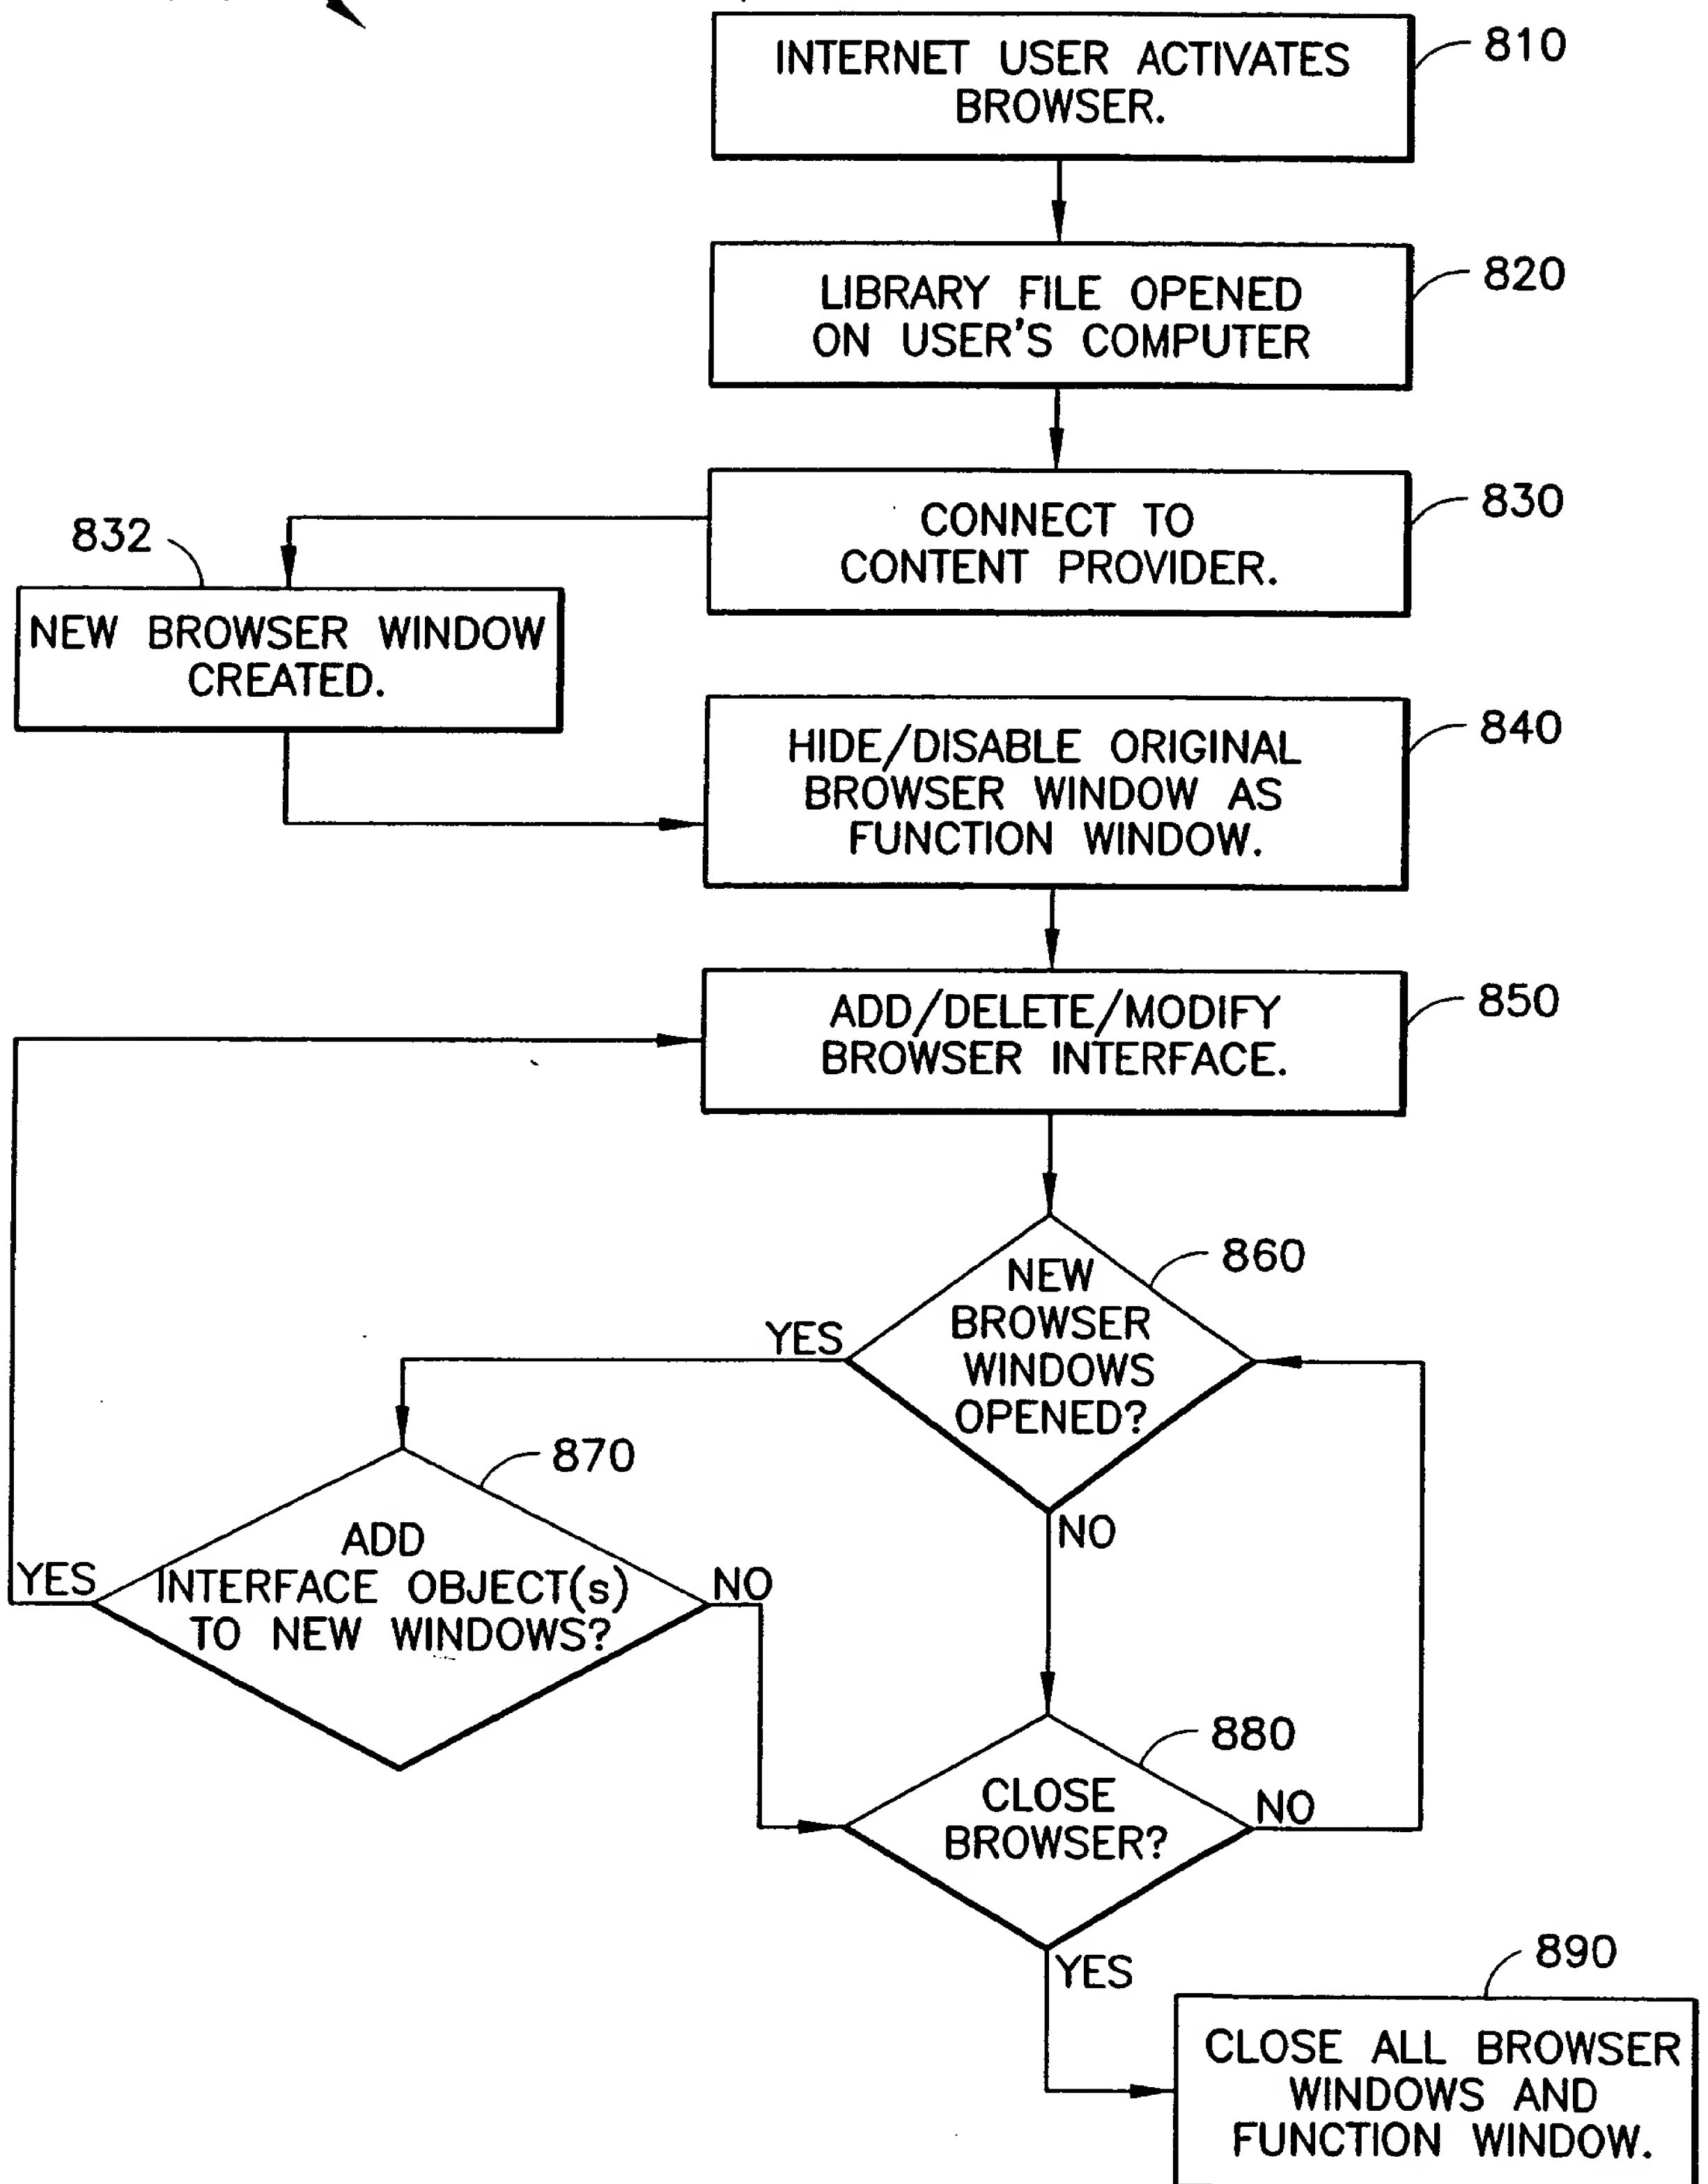 INTERNET USER ACTIVATES
BROWSER.
810
LIBRARY FILE OPENED
ON USER'S COMPUTER
820
CONNECT TO
CONTENT PROVIDER.
830
832
NEW BROWSER WINDOW
CREATED.
HIDE/DISABLE ORIGINAL
BROWSER WINDOW AS
FUNCTION WINDOW.
840
ADD/DELETE/MODIFY
BROWSER INTERFACE.
850
NEW
BROWSER
WINDOWS
OPENED?
860
YES
NO
870
ADD
INTERFACE OBJECT(s)
TO NEW WINDOWS?
YES
NO
880
CLOSE
BROWSER?
NO
YES
890
CLOSE ALL BROWSER
WINDOWS AND
FUNCTION WINDOW.